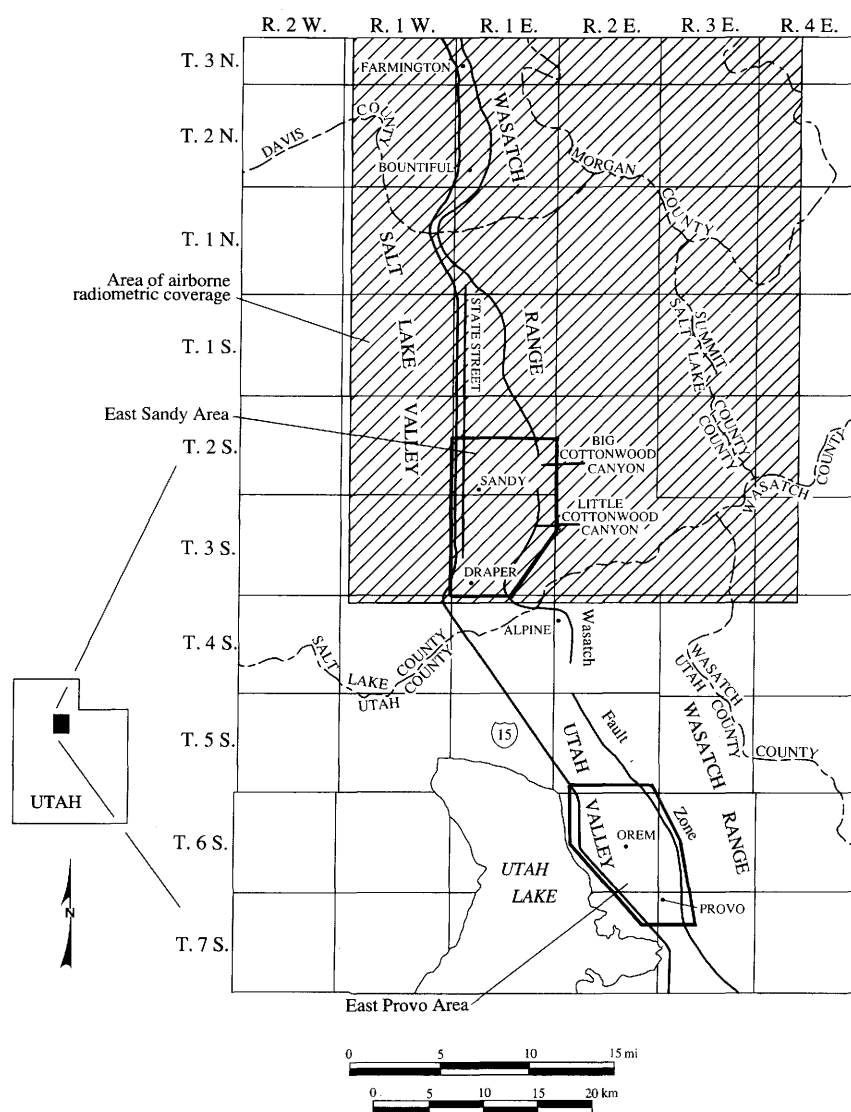 R. 2 W.
R. 1 W.
R. 1 E.
R. 2 E.
R. 3 E.
R. 4 E.
T. 3 N.
FARMINGTON
WASATCH
T. 2 N.
DAVIS
COUNTY
BOUNTIFUL
MORGAN
COUNTY
T. 1 N.
SALT
Area of airborne
radiometric coverage
LAKE
STATE STREET
RANGE
SUMMIT
COUNTY
SALT LAKE
COUNTY
T. 1 S.
VALLEY
East Sandy Area
T. 2 S.
BIG
COTTONWOOD
CANYON
SANDY
WASATCH
COUNTY
LITTLE
COTTONWOOD
CANYON
T. 3 S.
DRAPER
T. 4 S.
ALPINE
Wasatch
SALT
LAKE
COUNTY
UTAH
COUNTY
WASATCH
UTAH
COUNTY
COUNTY
T. 5 S.
15
UTAH
Fault
WASATCH
UTAH
VALLEY
Zone
RANGE
T. 6 S.
OREM
UTAH
LAKE
PROVO
N
T. 7 S.
East Provo Area
0 5 10 15 mi
0 5 10 15 20 km